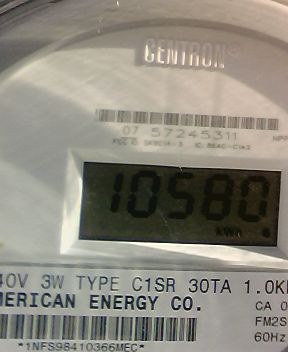 CENTRON®
07 57245311
10580
kWh
40V 3W TYPE C1SR 30TA 1.0K
MERICAN ENERGY CO.
CA 0
FM2S
60Hz
*1NFS98410366MEC*